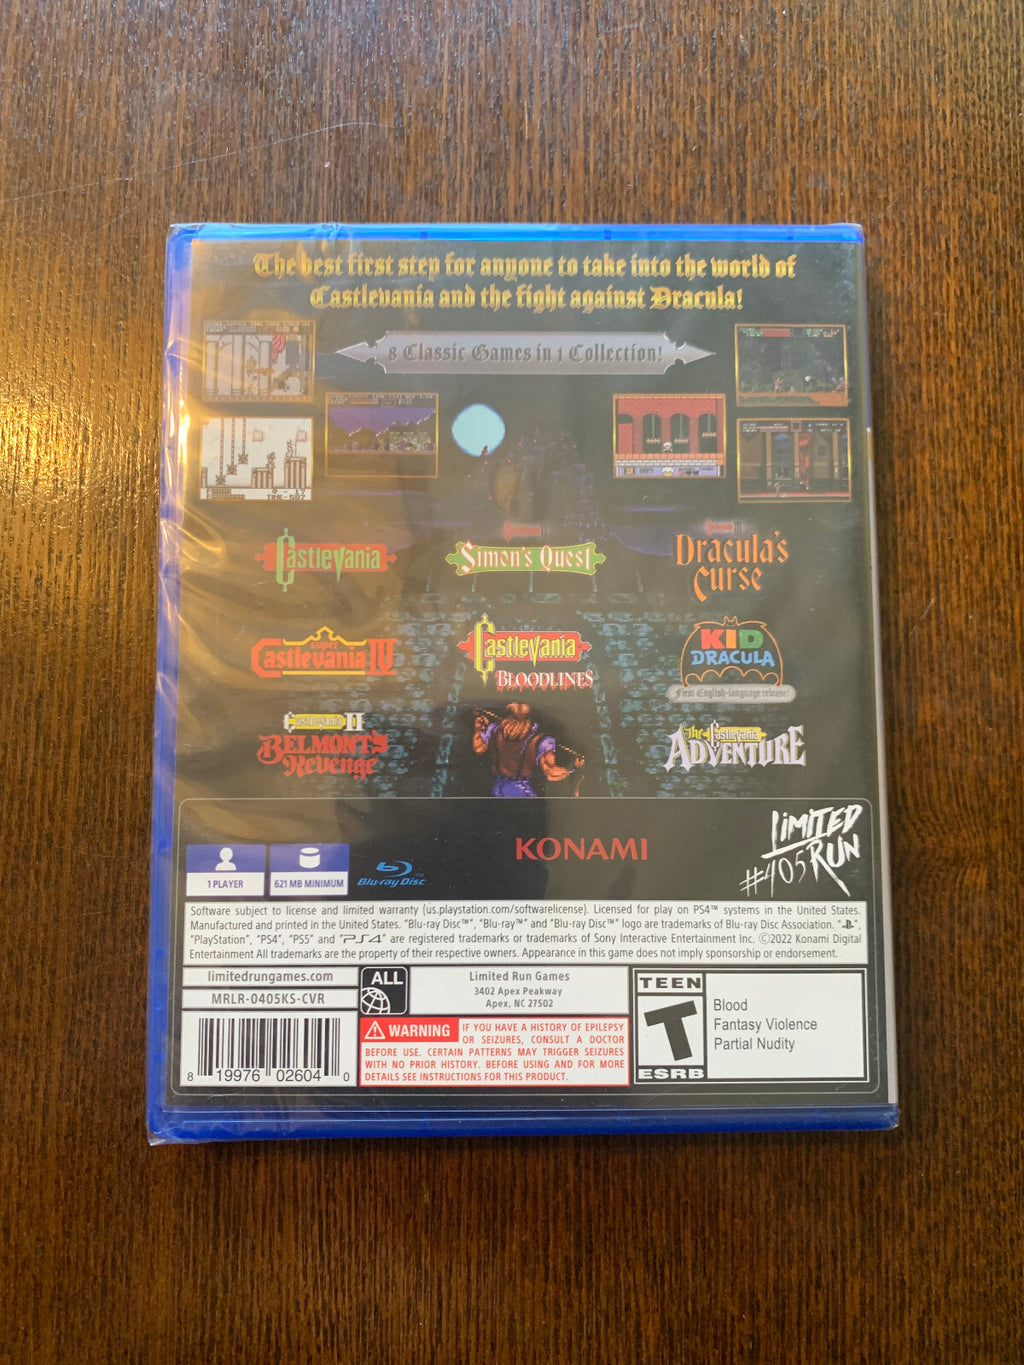 The best first step for anyone to take into the world of
Castlevania and the fight against Dracula!
8 Classic Games in 1 Collection!
Castlevania
Simon's Quest
Dracula's
Curse
Super
Castlevania IV
Castlevania
BLOODLINES
KID
DRACULA
First English-language release!
Castlevania II
BELMONT'S
Revenge
The Castlevania
ADVENTURE
LIMITED
RUN
#405
KONAMI
1 PLAYER
621 MB MINIMUM
Blu-ray Disc™
Software subject to license and limited warranty (us.playstation.com/softwarelicense). Licensed for play on PS4™ systems in the United States.
Manufactured and printed in the United States. "Blu-ray Disc™", "Blu-ray™" and "Blu-ray Disc™" logo are trademarks of Blu-ray Disc Association. "PS",
"PlayStation", "PS4", "PS5" and "PS4" are registered trademarks or trademarks of Sony Interactive Entertainment Inc. ©2022 Konami Digital
Entertainment All trademarks are the property of their respective owners. Appearance in this game does not imply sponsorship or endorsement.
limitedrungames.com
MRLR-0405KS-CVR
8 19976 02604 0
ALL
Limited Run Games
3402 Apex Peakway
Apex, NC 27502
WARNING IF YOU HAVE A HISTORY OF EPILEPSY
OR SEIZURES, CONSULT A DOCTOR
BEFORE USE. CERTAIN PATTERNS MAY TRIGGER SEIZURES
WITH NO PRIOR HISTORY. BEFORE USING AND FOR MORE
DETAILS SEE INSTRUCTIONS FOR THIS PRODUCT.
TEEN
T
ESRB
Blood
Fantasy Violence
Partial Nudity